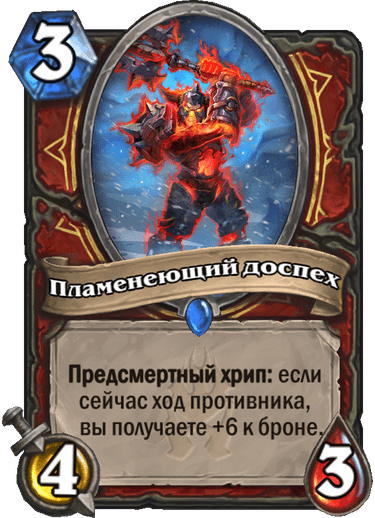 3
Пламенеющий доспех
Предсмертный хрип: если
сейчас ход противника,
вы получаете +6 к броне.
4
3